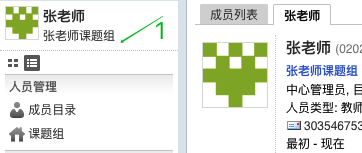 张老师
张老师课题组
1
人员管理
成员目录
课题组
成员列表 张老师
张老师 (0202
张老师课题组
中心管理员, 目
人员类型: 教师
303546753
最初 - 现在